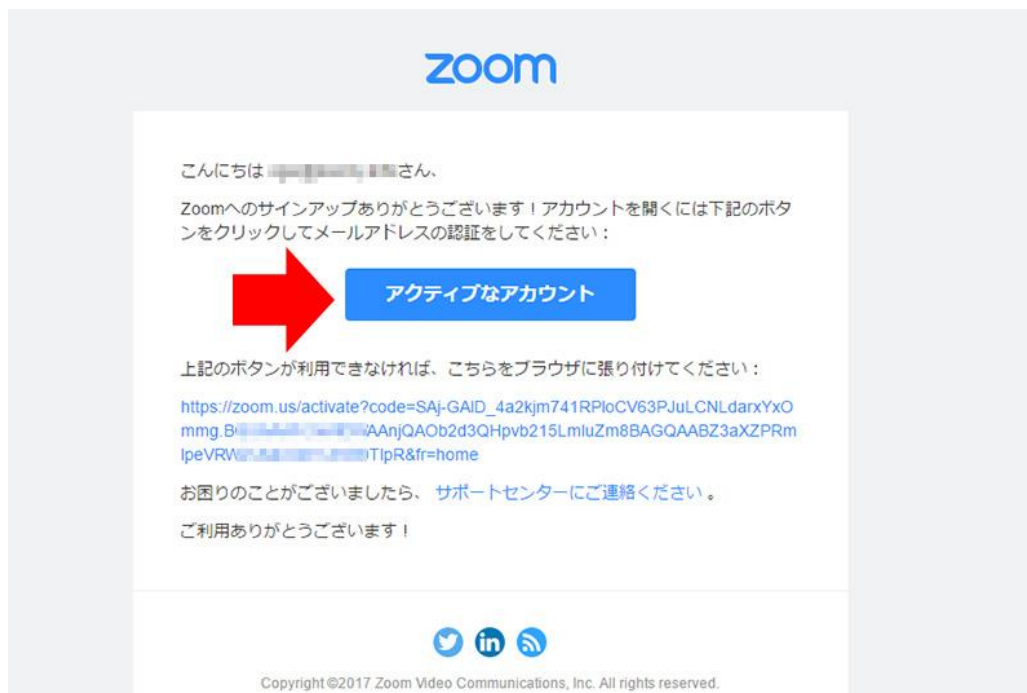 zoom
こんにちは さん、
Zoomへのサインアップありがとうございます！アカウントを開くには下記のボタ
ンをクリックしてメールアドレスの認証をしてください：
アクティブなアカウント
上記のボタンが利用できなければ、こちらをブラウザに張り付けてください：
https://zoom.us/activate?code=SAj-GAlD_4a2kjm741RPloCV63PJuLCNLdarxYxO
mmg.B AAnjQAOb2d3QHpvb215LmluZm8BAGQAABZ3aXZPRm
lpeVRW TlpR&fr=home
お困りのことがございましたら、 サポートセンターにご連絡ください 。
ご利用ありがとうございます！
in
Copyright ©2017 Zoom Video Communications, Inc. All rights reserved.